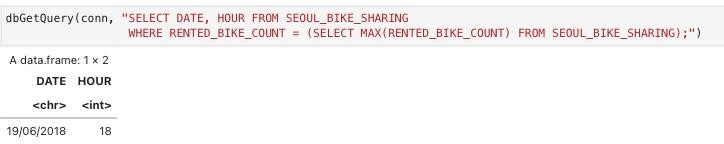 dbGetQuery(conn, "SELECT DATE, HOUR FROM SEOUL_BIKE_SHARING
WHERE RENTED_BIKE_COUNT = (SELECT MAX(RENTED_BIKE_COUNT) FROM SEOUL_BIKE_SHARING);")
A data.frame: 1 × 2
DATE HOUR
<chr> <int>
19/06/2018 18